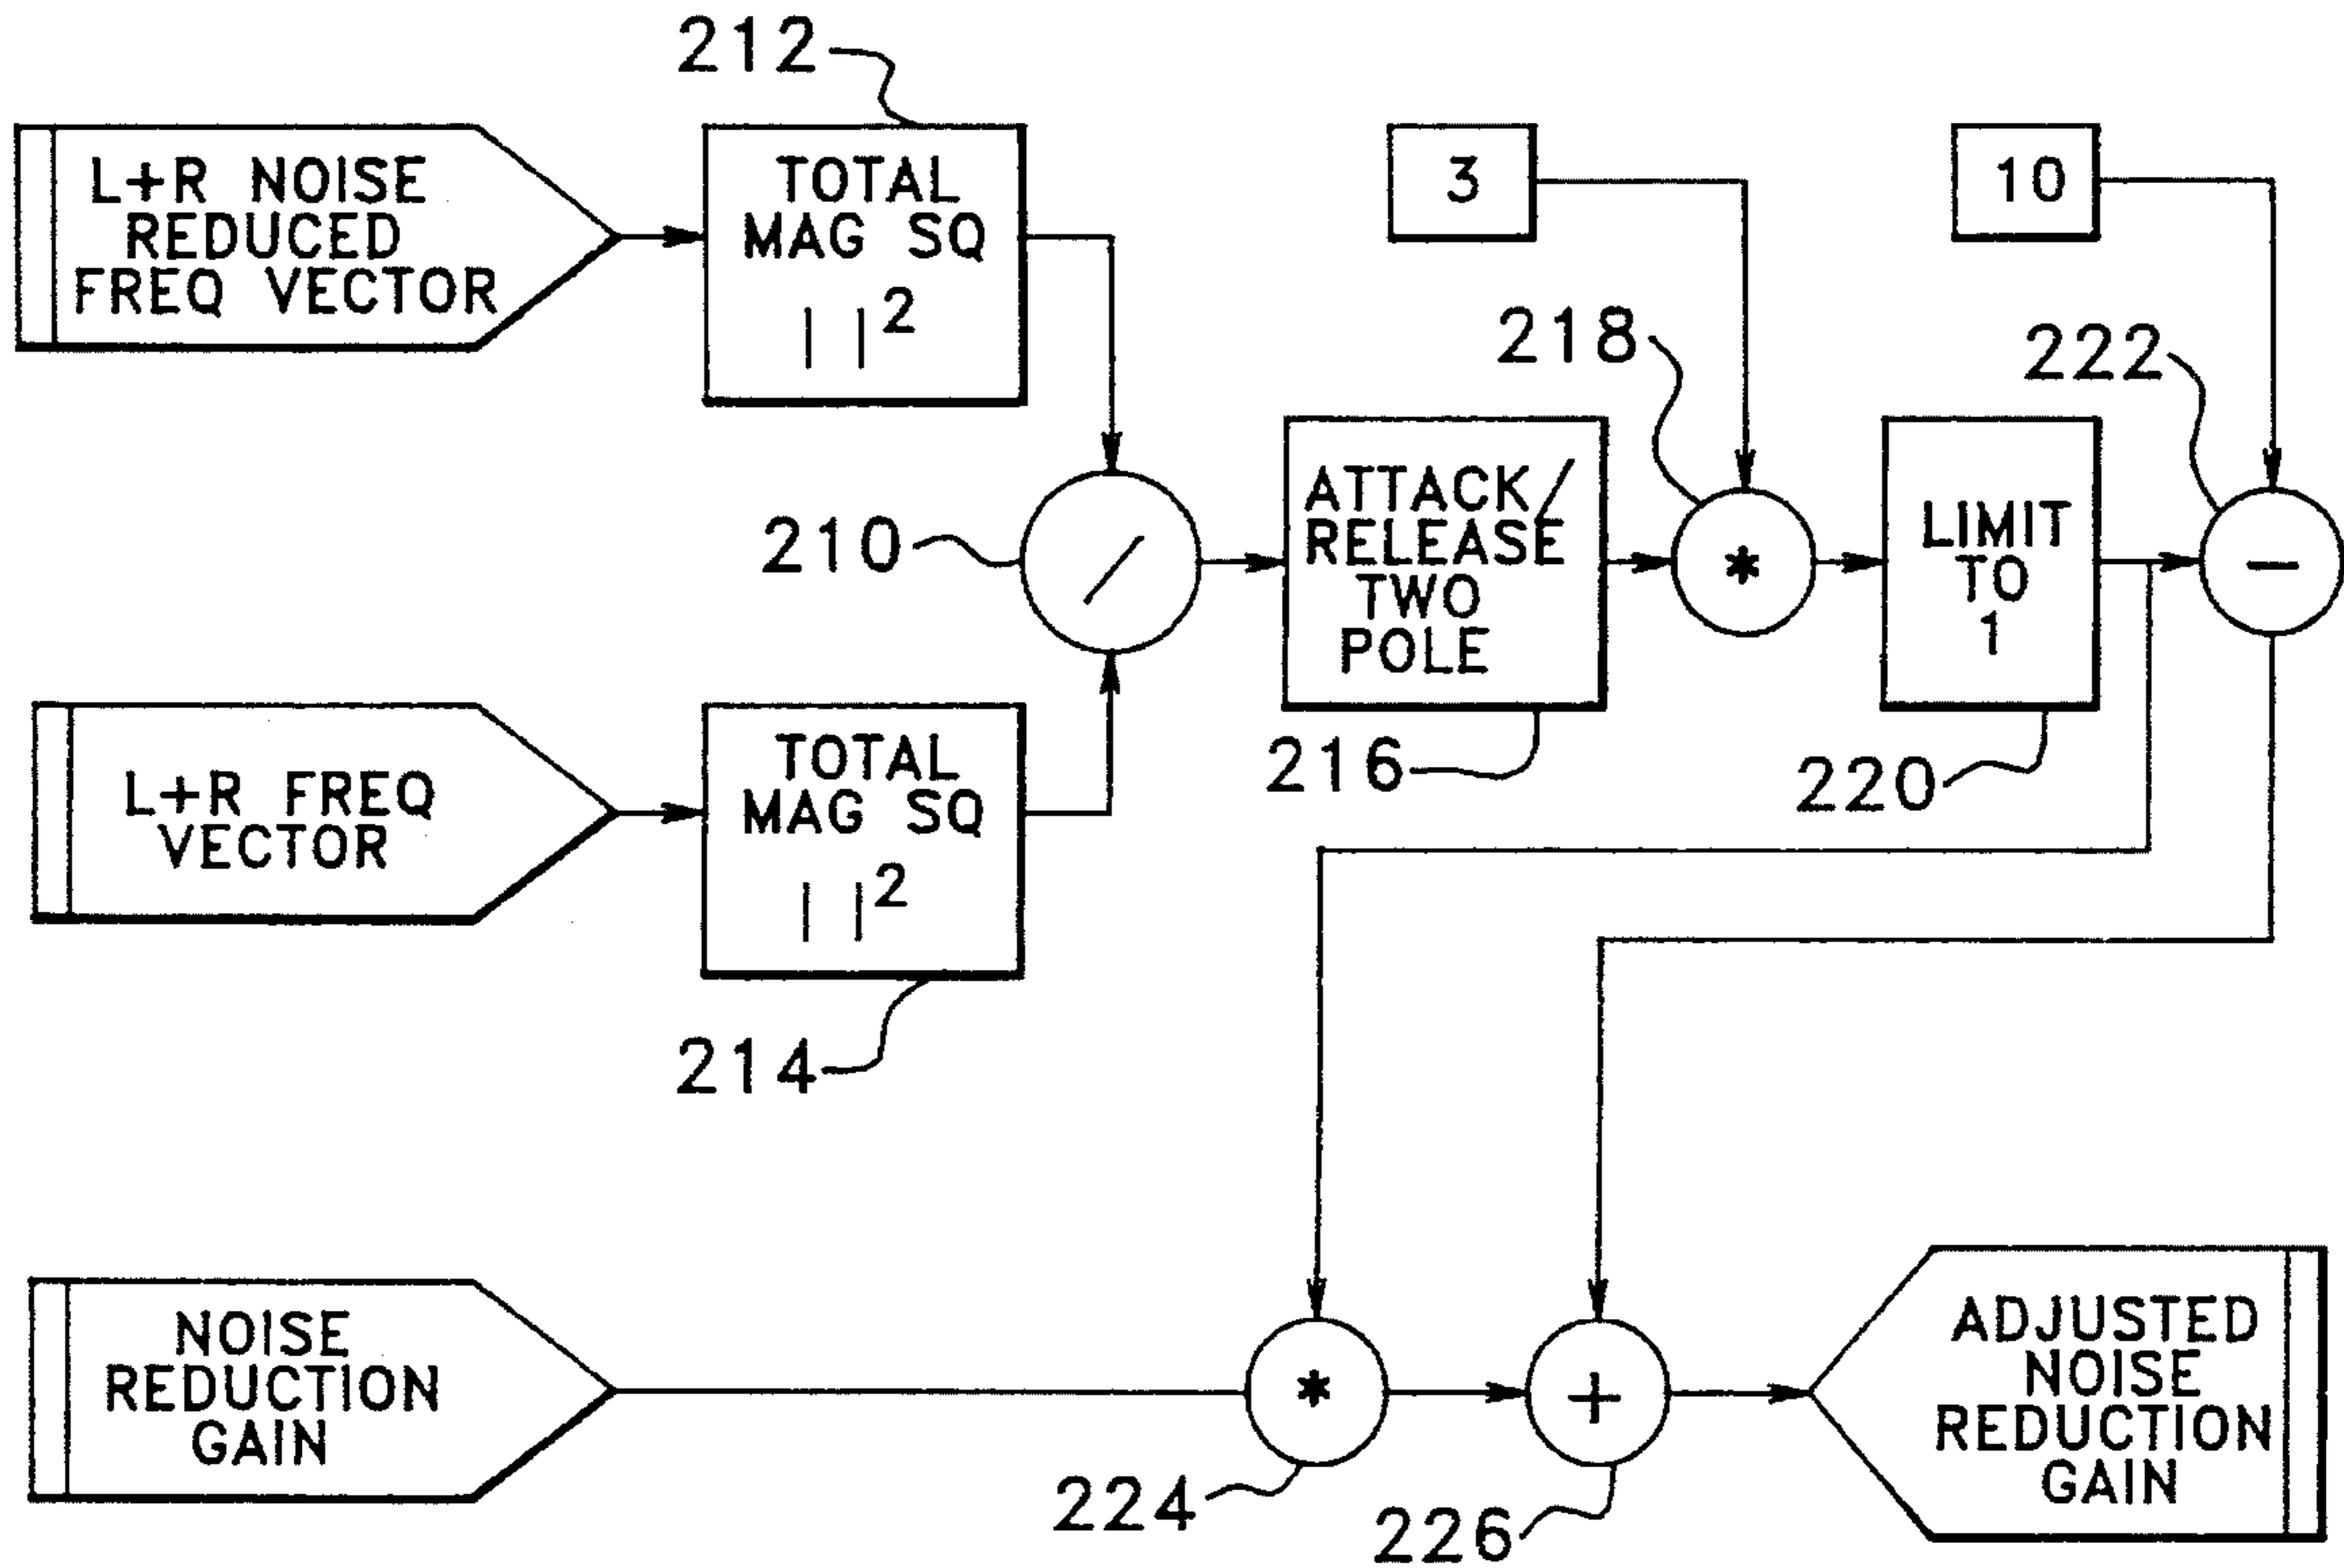 212
L+R NOISE
REDUCED
FREQ VECTOR
TOTAL
MAG SQ
| |²
3
10
218
222
210
/
ATTACK/
RELEASE
TWO
POLE
*
LIMIT
TO
1
−
216
220
L+R FREQ
VECTOR
TOTAL
MAG SQ
| |²
214
NOISE
REDUCTION
GAIN
*
+
ADJUSTED
NOISE
REDUCTION
GAIN
224
226